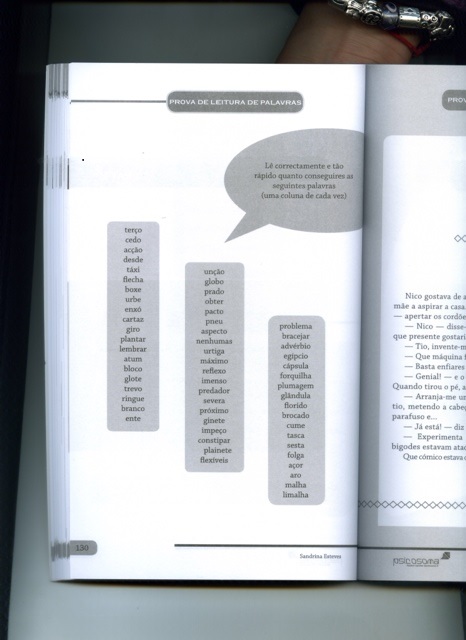 PROVA DE LEITURA DE PALAVRAS
Lê correctamente e tão
rápido quanto conseguires as
seguintes palavras
(uma coluna de cada vez)
terço
cedo
acção
desde
táxi
flecha
boxe
urbe
enxó
cartaz
giro
plantar
lembrar
atum
bloco
glote
trevo
ringue
branco
ente
unção
globo
prado
obter
pacto
pneu
aspecto
nenhumas
urtiga
máximo
reflexo
imenso
predador
severa
próximo
ginete
impeço
constipar
plainete
flexíveis
problema
bracejar
advérbio
egípcio
cápsula
forquilha
plumagem
glândula
florido
brocado
cume
tasca
sesta
folga
açor
aro
malha
limalha
130
Sandrina Esteves
PROV
Nico gostava de a
mãe a aspirar a casa
— apertar os cordõe
— Nico — disse-
que presente gostari
— Tio, invente-m
— Que máquina
— Basta enfiares
— Genial! — e o
Quando tirou o pé, a
— Arranja-me un
tio, metendo a cabeç
parafuso e...
— Já está! — diz
— Experimenta
bigodes estavam atac
Que cómico estava